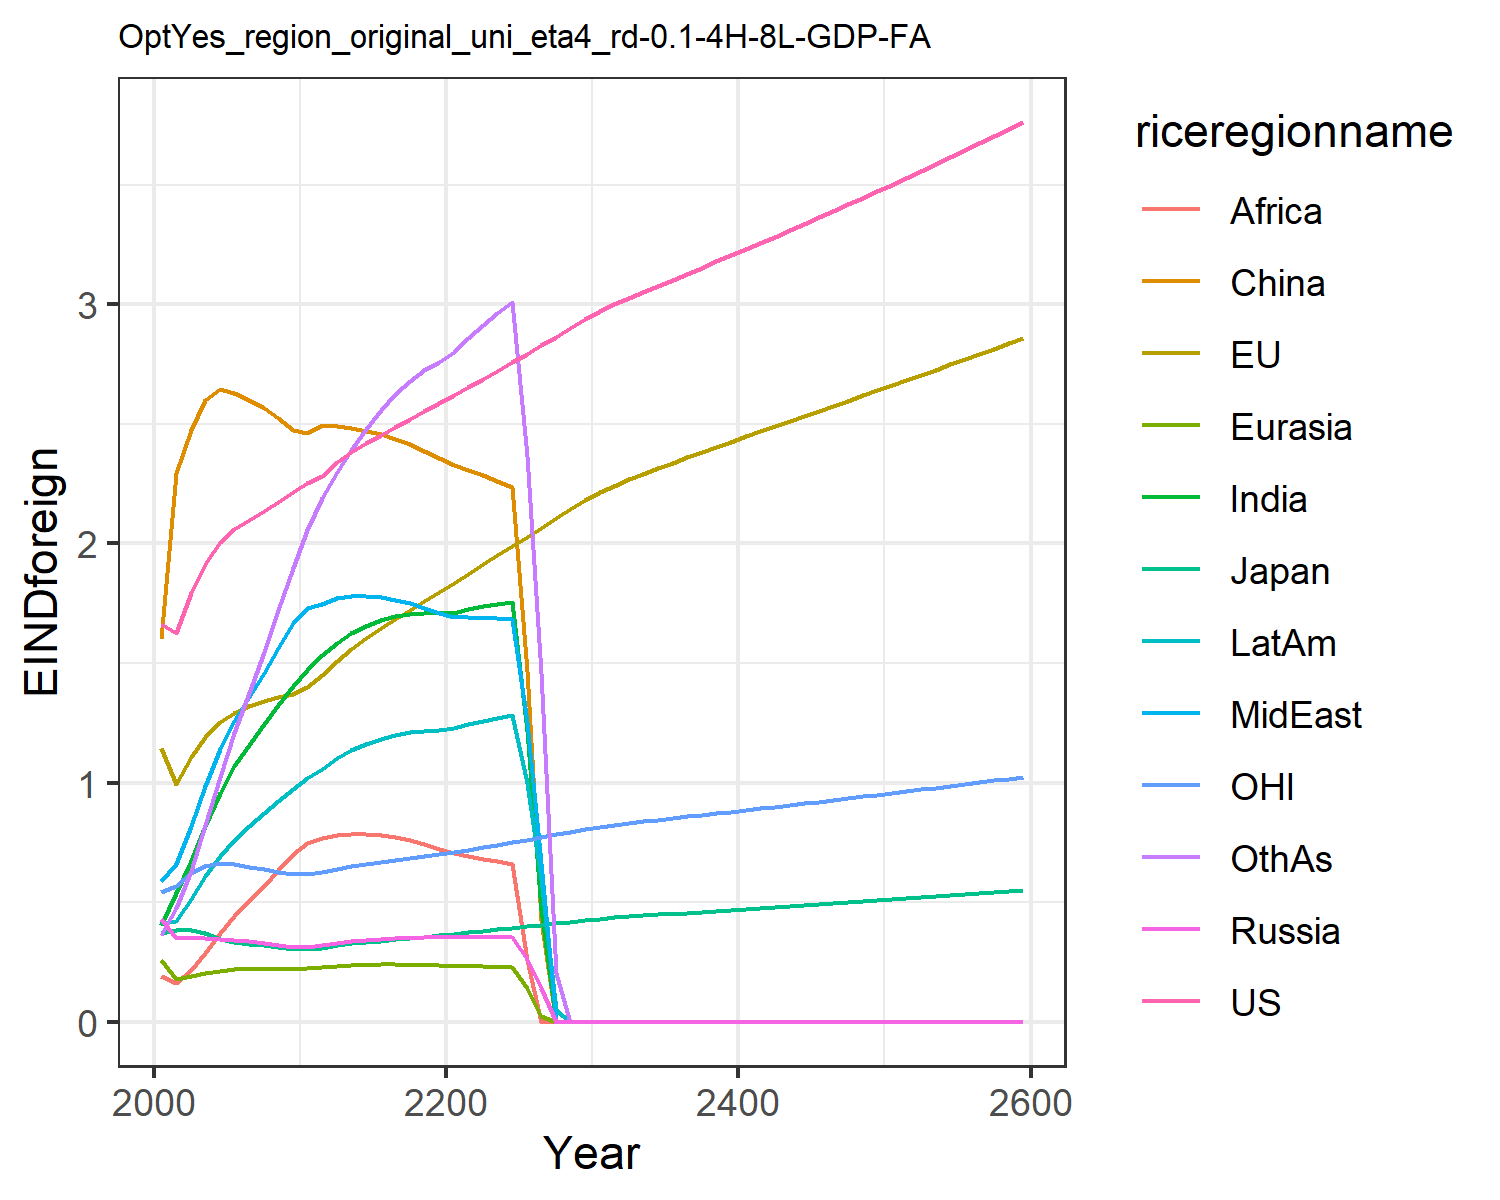 OptYes_region_original_uni_eta4_rd-0.1-4H-8L-GDP-FA
EINDforeign
3
2
1
0
2000
2200
2400
2600
Year
riceregionname
Africa
China
EU
Eurasia
India
Japan
LatAm
MidEast
OHI
OthAs
Russia
US